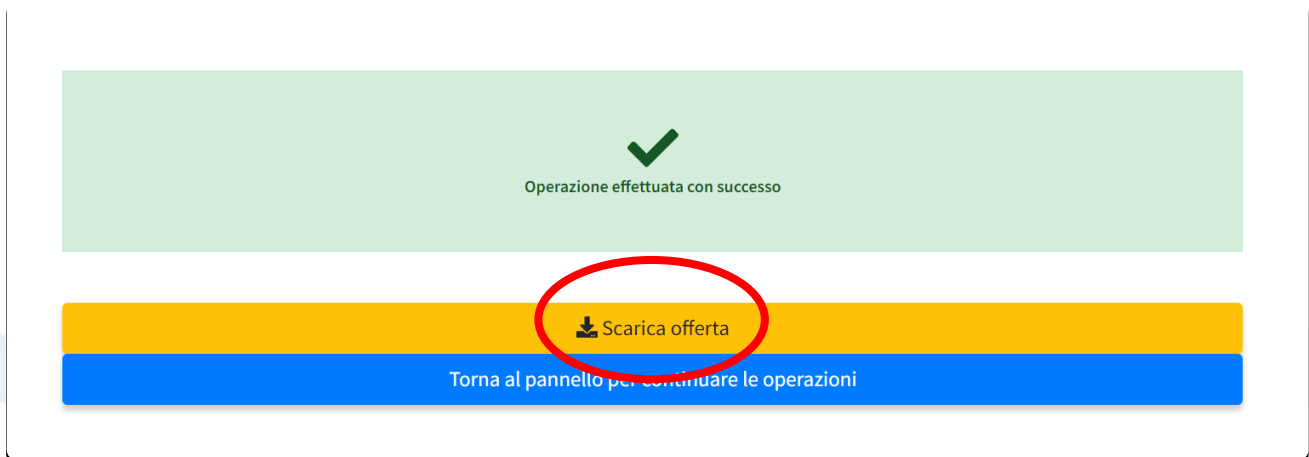 Operazione effettuata con successo
Scarica offerta
Torna al pannello per continuare le operazioni